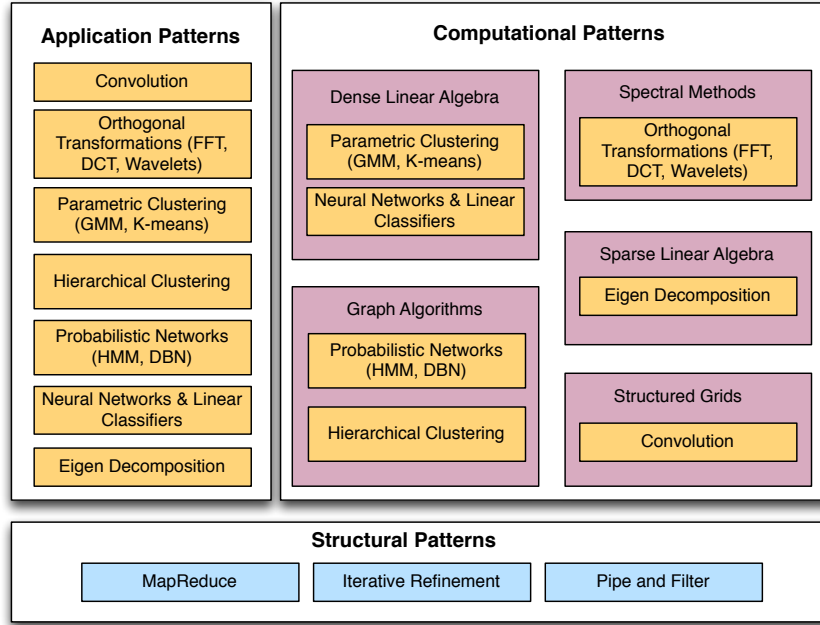 Application Patterns
Convolution
Orthogonal
Transformations (FFT,
DCT, Wavelets)
Parametric Clustering
(GMM, K-means)
Hierarchical Clustering
Probabilistic Networks
(HMM, DBN)
Neural Networks & Linear
Classifiers
Eigen Decomposition
Computational Patterns
Dense Linear Algebra
Parametric Clustering
(GMM, K-means)
Neural Networks & Linear
Classifiers
Graph Algorithms
Probabilistic Networks
(HMM, DBN)
Hierarchical Clustering
Spectral Methods
Orthogonal
Transformations (FFT,
DCT, Wavelets)
Sparse Linear Algebra
Eigen Decomposition
Structured Grids
Convolution
Structural Patterns
MapReduce
Iterative Refinement
Pipe and Filter